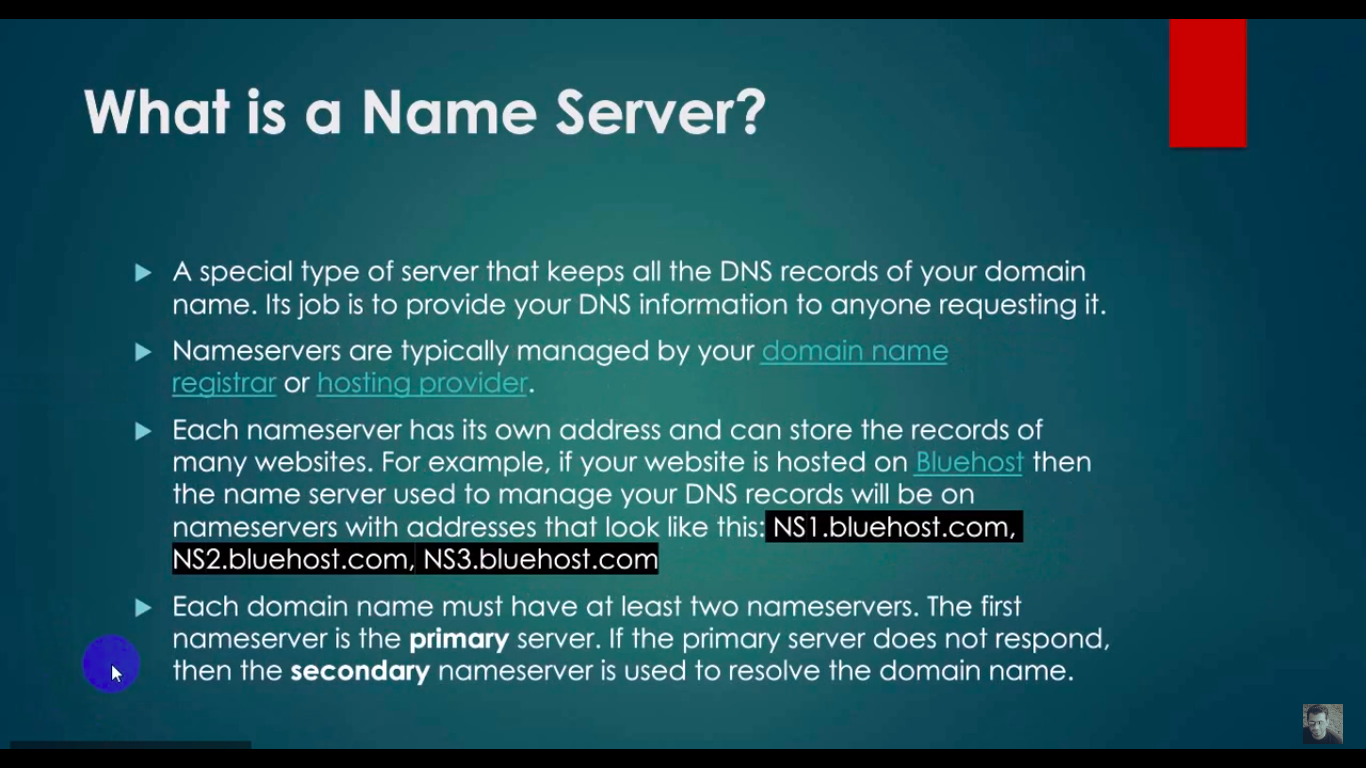 What is a Name Server?
A special type of server that keeps all the DNS records of your domain
name. Its job is to provide your DNS information to anyone requesting it.
Nameservers are typically managed by your domain name
registrar or hosting provider.
Each nameserver has its own address and can store the records of
many websites. For example, if your website is hosted on Bluehost then
the name server used to manage your DNS records will be on
nameservers with addresses that look like this: NS1.bluehost.com,
NS2.bluehost.com, NS3.bluehost.com
Each domain name must have at least two nameservers. The first
nameserver is the primary server. If the primary server does not respond,
then the secondary nameserver is used to resolve the domain name.